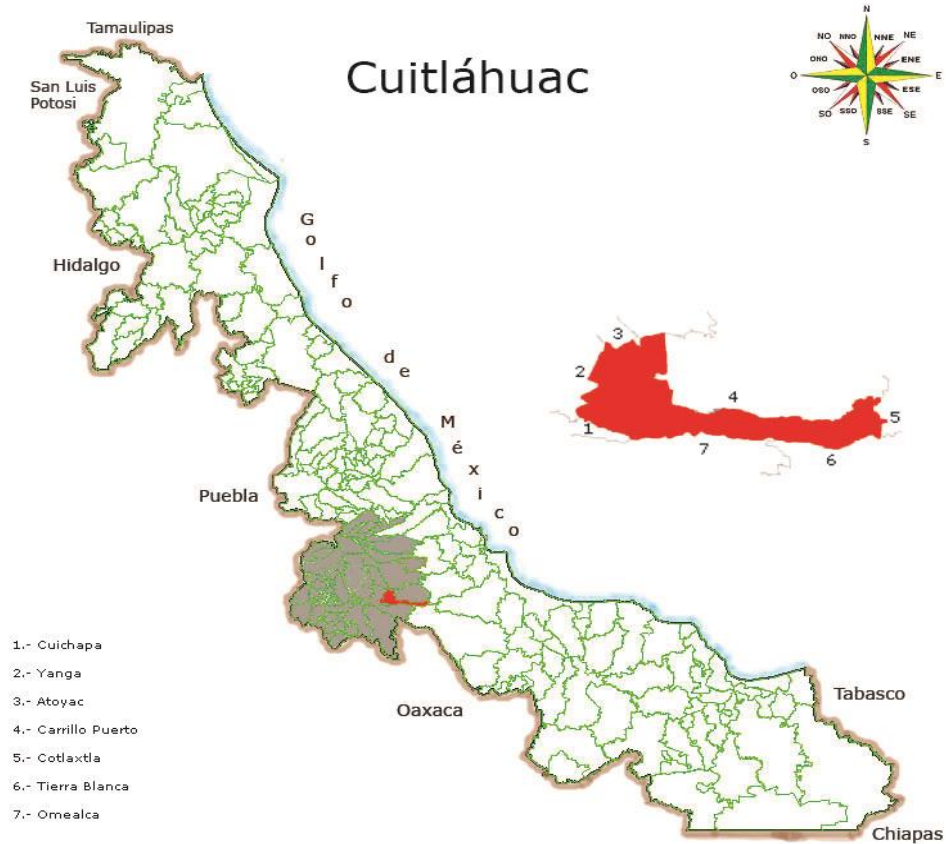 Cuitláhuac
Tamaulipas
San Luis
Potosi
Hidalgo
Puebla
Oaxaca
Tabasco
Chiapas
Golfo
de
México
N
NNE
NE
ENE
E
ESE
SE
SSE
S
SSO
SO
OSO
O
ONO
NO
NNO
3
2
4
1
5
7
6
1.- Cuichapa
2.- Yanga
3.- Atoyac
4.- Carrillo Puerto
5.- Cotlaxtla
6.- Tierra Blanca
7.- Omealca